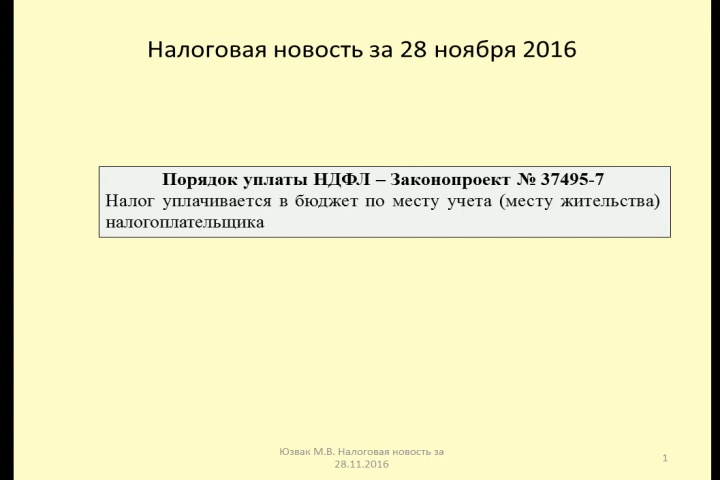 Налоговая новость за 28 ноября 2016
Порядок уплаты НДФЛ – Законопроект № 37495-7
Налог уплачивается в бюджет по месту учета (месту жительства)
налогоплательщика
Юзвак М.В. Налоговая новость за
28.11.2016
1